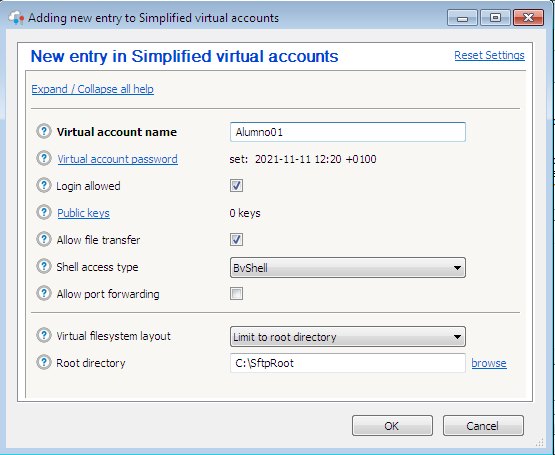 Adding new entry to Simplified virtual accounts
New entry in Simplified virtual accounts
Reset Settings
Expand / Collapse all help
Virtual account name Alumno01
Virtual account password set: 2021-11-11 12:20 +0100
Login allowed
Public keys 0 keys
Allow file transfer
Shell access type BvShell
Allow port forwarding
Virtual filesystem layout Limit to root directory
Root directory C:\SftpRoot browse
OK Cancel